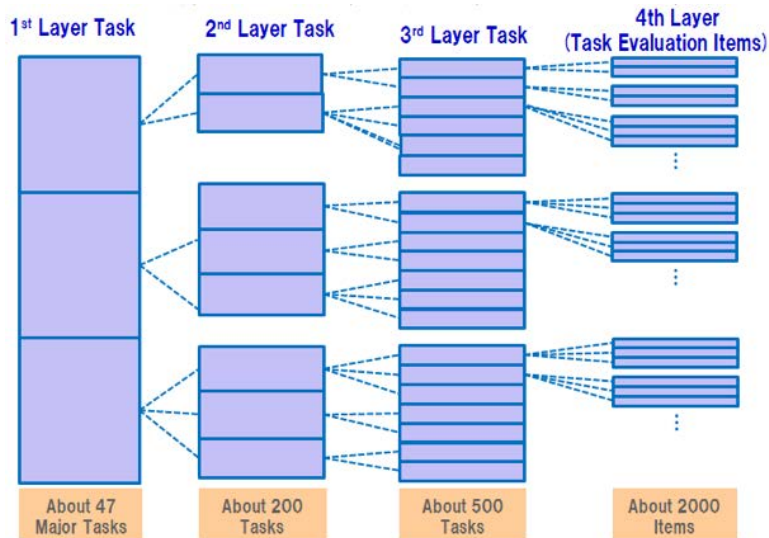 1st Layer Task
2nd Layer Task
3rd Layer Task
4th Layer
(Task Evaluation Items)
About 47
Major Tasks
About 200
Tasks
About 500
Tasks
About 2000
Items